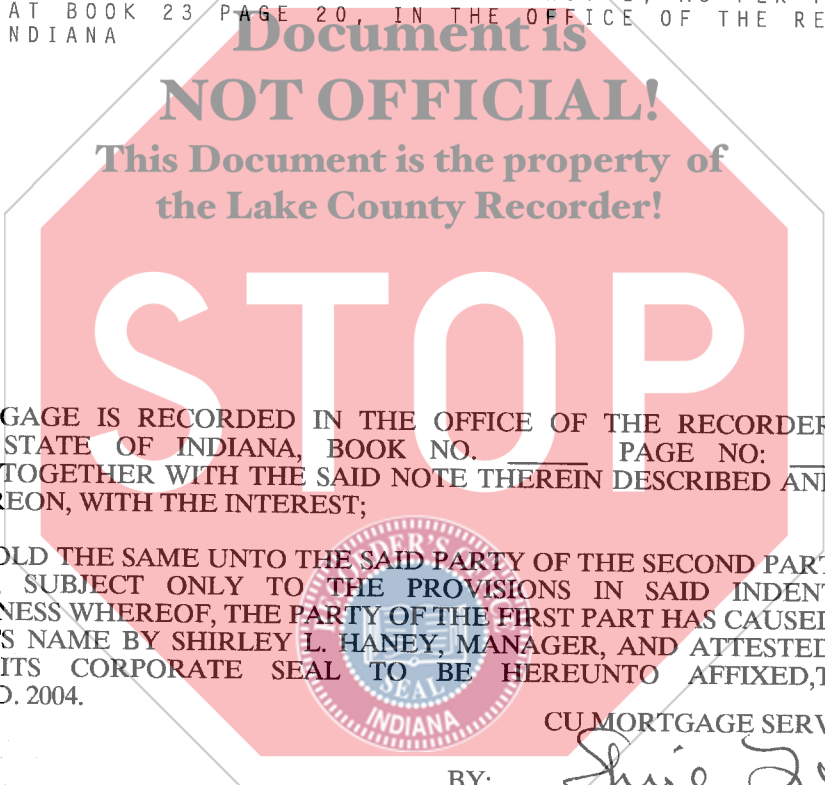 AT BOOK 23 PAGE 20, IN THE OFFICE OF THE RE
NDIANA
Document is
NOT OFFICIAL!
This Document is the property of
the Lake County Recorder!
STOP
GAGE IS RECORDED IN THE OFFICE OF THE RECORDER
STATE OF INDIANA, BOOK NO. _____ PAGE NO: ___
TOGETHER WITH THE SAID NOTE THEREIN DESCRIBED AND
REON, WITH THE INTEREST;
OLD THE SAME UNTO THE SAID PARTY OF THE SECOND PART
SUBJECT ONLY TO THE PROVISIONS IN SAID INDENT
NESS WHEREOF, THE PARTY OF THE FIRST PART HAS CAUSED
'S NAME BY SHIRLEY L. HANEY, MANAGER, AND ATTESTED
ITS CORPORATE SEAL TO BE HEREUNTO AFFIXED,T
D. 2004.
SEAL
INDIANA
CU MORTGAGE SERV
BY: